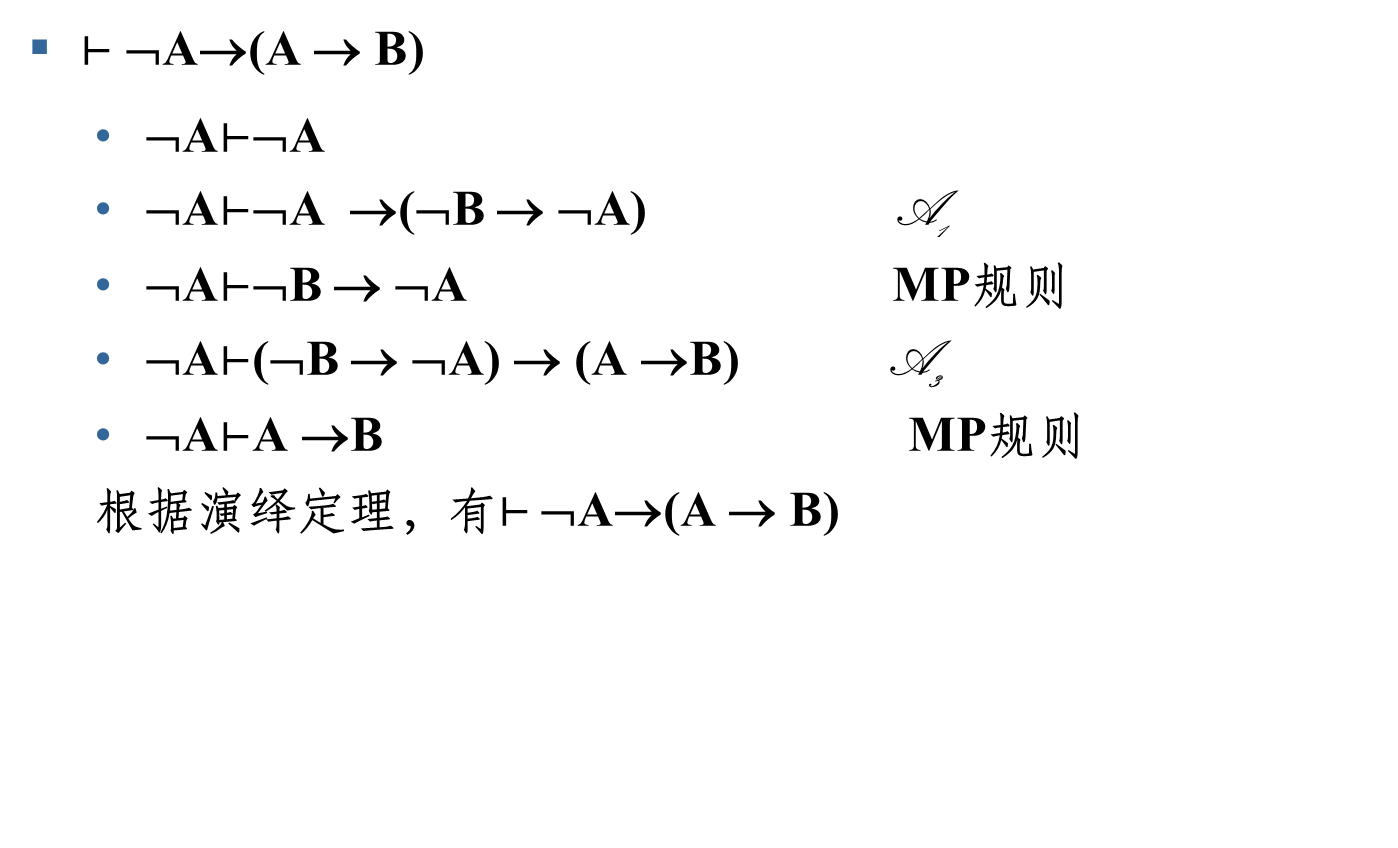 ▪ ⊢ ¬A→(A → B)
• ¬A⊢¬A
• ¬A⊢¬A →(¬B → ¬A) 𝒜₁
• ¬A⊢¬B → ¬A MP规则
• ¬A⊢(¬B → ¬A) → (A →B) 𝒜₃
• ¬A⊢A →B MP规则
根据演绎定理，有⊢ ¬A→(A → B)